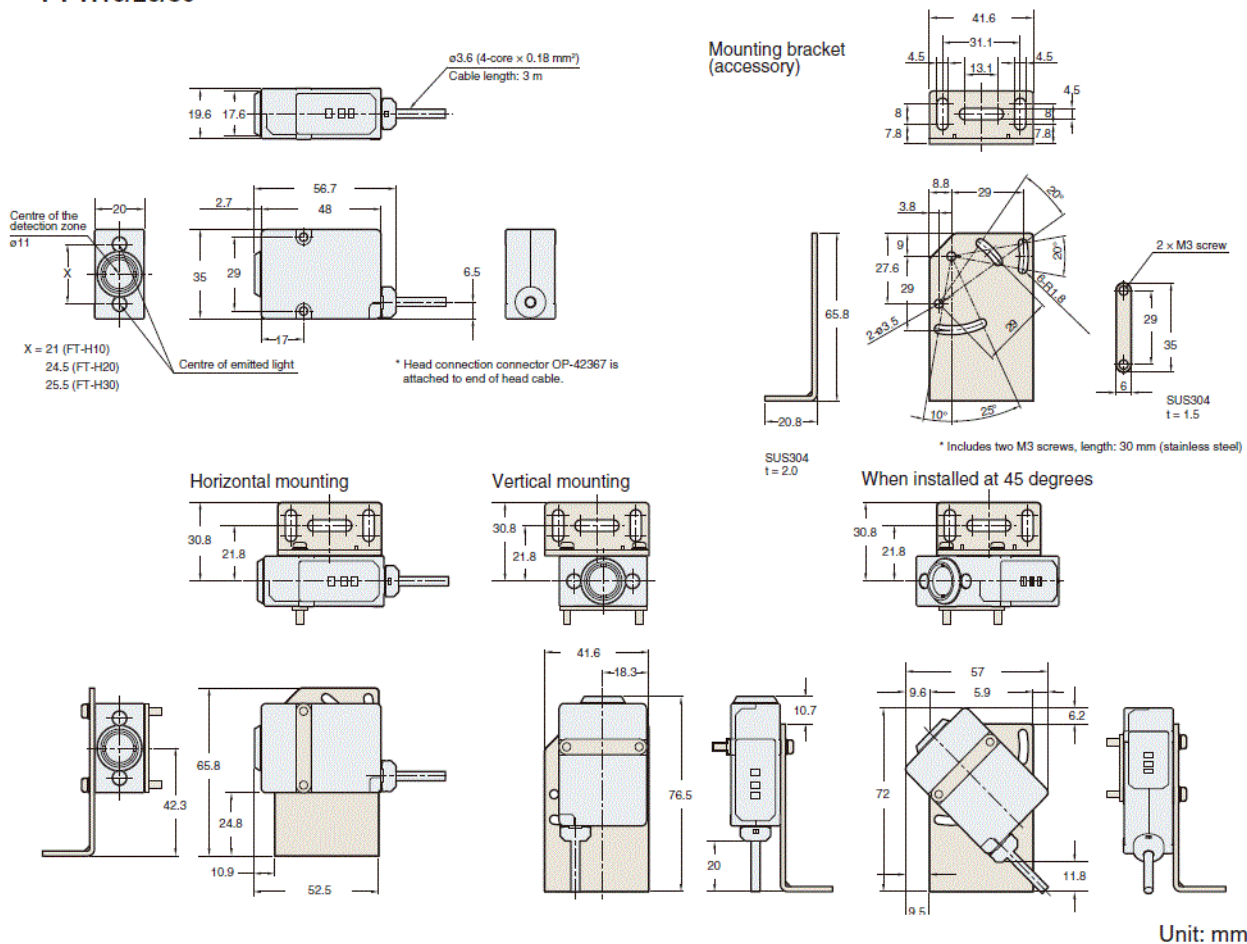 ø3.6 (4-core × 0.18 mm²)
Cable length: 3 m
19.6
17.6
Mounting bracket
(accessory)
41.6
31.1
4.5
13.1
4.5
4.5
8
7.8
8
7.8
Centre of the
detection zone
ø11
20
X
X = 21 (FT-H10)
24.5 (FT-H20)
25.5 (FT-H30)
Centre of emitted light
56.7
2.7
48
35
29
6.5
17
* Head connection connector OP-42367 is
attached to end of head cable.
8.8
29
20°
3.8
9
20°
27.6
29
6-R1.8
2-ø3.5
29
65.8
10°
25°
20.8
SUS304
t = 2.0
2 × M3 screw
29
35
6
SUS304
t = 1.5
* Includes two M3 screws, length: 30 mm (stainless steel)
Horizontal mounting
30.8
21.8
Vertical mounting
30.8
21.8
When installed at 45 degrees
30.8
21.8
42.3
65.8
24.8
10.9
52.5
41.6
18.3
76.5
10.7
20
57
9.6
5.9
6.2
72
11.8
9.5
Unit: mm